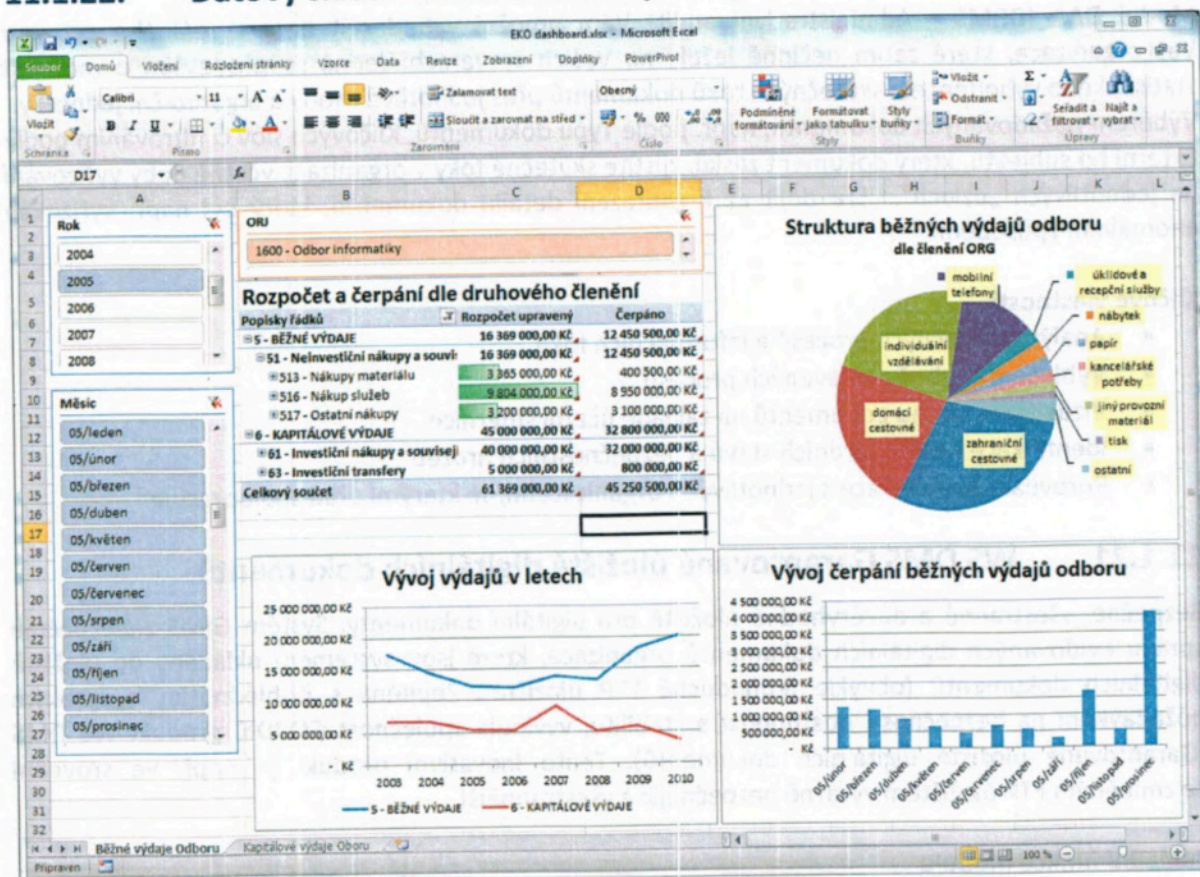 EKO dashboard.xlsx - Microsoft Excel
Soubor Domů Vložení Rozložení stránky Vzorce Data Revize Zobrazení Doplňky PowerPivot
Vložit
Calibri 11
Zalamovat text
Sloučit a zarovnat na střed
Obecný
% 000
Podmíněné formátování
Formátovat jako tabulku
Styly buňky
Vložit
Odstranit
Formát
Seřadit a filtrovat
Najít a vybrat
Schránka Písmo Zarovnání Číslo Styly Buňky Úpravy
D17 fx
A B C D E F G H I J K L
Rok
2004
2005
2006
2007
2008
Měsíc
05/leden
05/únor
05/březen
05/duben
05/květen
05/červen
05/červenec
05/srpen
05/září
05/říjen
05/listopad
05/prosinec
ORJ
1600 - Odbor informatiky
Rozpočet a čerpání dle druhového členění
Popisky řádků Rozpočet upravený Čerpáno
5 - BĚŽNÉ VÝDAJE 16 369 000,00 Kč 12 450 500,00 Kč
51 - Neinvestiční nákupy a souvis 16 369 000,00 Kč 12 450 500,00 Kč
513 - Nákupy materiálu 3 365 000,00 Kč 400 500,00 Kč
516 - Nákup služeb 9 804 000,00 Kč 8 950 000,00 Kč
517 - Ostatní nákupy 3 200 000,00 Kč 3 100 000,00 Kč
6 - KAPITÁLOVÉ VÝDAJE 45 000 000,00 Kč 32 800 000,00 Kč
61 - Investiční nákupy a souvisejí 40 000 000,00 Kč 32 000 000,00 Kč
63 - Investiční transfery 5 000 000,00 Kč 800 000,00 Kč
Celkový součet 61 369 000,00 Kč 45 250 500,00 Kč
Struktura běžných výdajů odboru
dle členění ORG
mobilní telefony
úklidové a recepční služby
nábytek
papír
kancelářské potřeby
jiný provozní materiál
tisk
ostatní
individuální vzdělávání
domácí cestovné
zahraniční cestovné
Vývoj výdajů v letech
25 000 000,00 Kč
20 000 000,00 Kč
15 000 000,00 Kč
10 000 000,00 Kč
5 000 000,00 Kč
- Kč
2003 2004 2005 2006 2007 2008 2009 2010
5 - BĚŽNÉ VÝDAJE 6 - KAPITÁLOVÉ VÝDAJE
Vývoj čerpání běžných výdajů odboru
4 500 000,00 Kč
4 000 000,00 Kč
3 500 000,00 Kč
3 000 000,00 Kč
2 500 000,00 Kč
2 000 000,00 Kč
1 500 000,00 Kč
1 000 000,00 Kč
500 000,00 Kč
- Kč
05/únor 05/březen 05/duben 05/květen 05/červen 05/červenec 05/srpen 05/září 05/říjen 05/listopad 05/prosinec
Běžné výdaje Odboru Kapitálové výdaje Oboru
Připraven 100 %